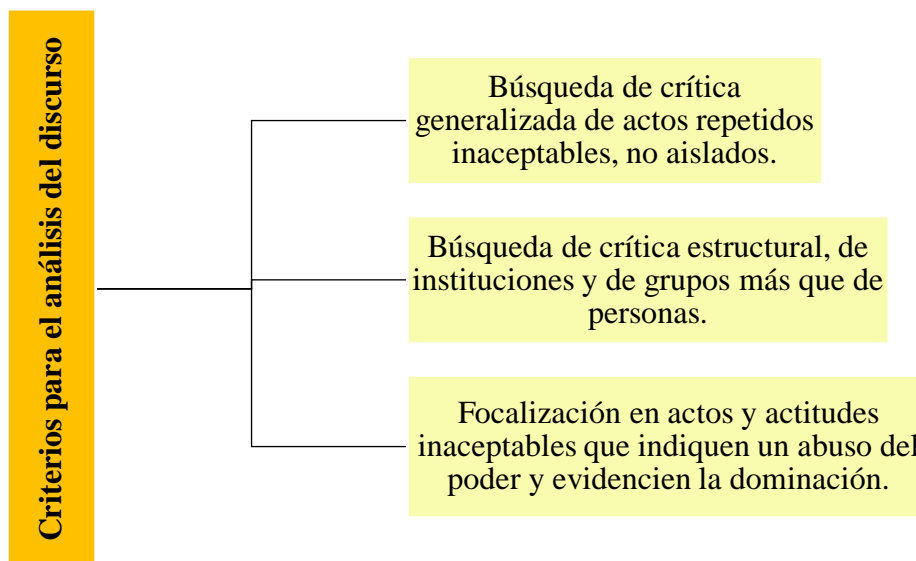 Criterios para el análisis del discurso
Búsqueda de crítica
generalizada de actos repetidos
inaceptables, no aislados.
Búsqueda de crítica estructural, de
instituciones y de grupos más que de
personas.
Focalización en actos y actitudes
inaceptables que indiquen un abuso del
poder y evidencien la dominación.